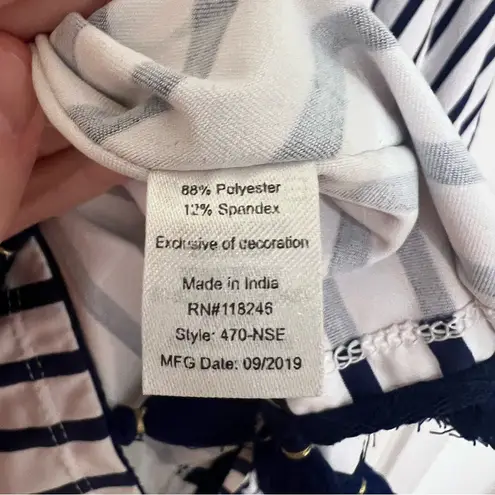 88% Polyester
12% Spandex
Exclusive of decoration
Made in India
RN#118246
Style: 470-NSE
MFG Date: 09/2019